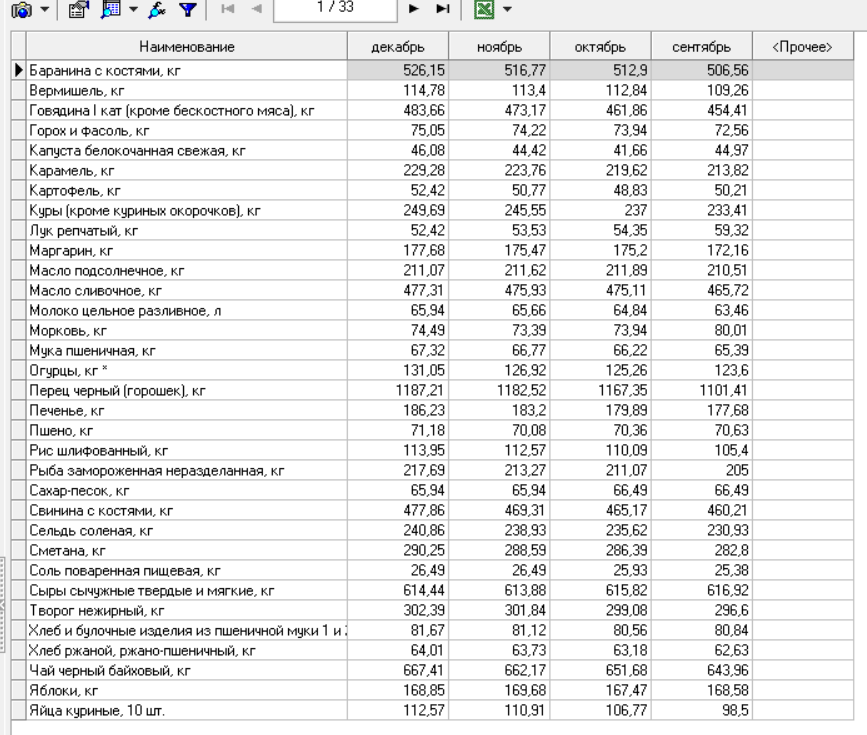 1 / 33
Наименование декабрь ноябрь октябрь сентябрь <Прочее>
Баранина с костями, кг 526,15 516,77 512,9 506,56
Вермишель, кг 114,78 113,4 112,84 109,26
Говядина I кат (кроме бескостного мяса), кг 483,66 473,17 461,86 454,41
Горох и фасоль, кг 75,05 74,22 73,94 72,56
Капуста белокочанная свежая, кг 46,08 44,42 41,66 44,97
Карамель, кг 229,28 223,76 219,62 213,82
Картофель, кг 52,42 50,77 48,83 50,21
Куры (кроме куриных окорочков), кг 249,69 245,55 237 233,41
Лук репчатый, кг 52,42 53,53 54,35 59,32
Маргарин, кг 177,68 175,47 175,2 172,16
Масло подсолнечное, кг 211,07 211,62 211,89 210,51
Масло сливочное, кг 477,31 475,93 475,11 465,72
Молоко цельное разливное, л 65,94 65,66 64,84 63,46
Морковь, кг 74,49 73,39 73,94 80,01
Мука пшеничная, кг 67,32 66,77 66,22 65,39
Огурцы, кг * 131,05 126,92 125,26 123,6
Перец черный (горошек), кг 1187,21 1182,52 1167,35 1101,41
Печенье, кг 186,23 183,2 179,89 177,68
Пшено, кг 71,18 70,08 70,36 70,63
Рис шлифованный, кг 113,95 112,57 110,09 105,4
Рыба замороженная неразделанная, кг 217,69 213,27 211,07 205
Сахар-песок, кг 65,94 65,94 66,49 66,49
Свинина с костями, кг 477,86 469,31 465,17 460,21
Сельдь соленая, кг 240,86 238,93 235,62 230,93
Сметана, кг 290,25 288,59 286,39 282,8
Соль поваренная пищевая, кг 26,49 26,49 25,93 25,38
Сыры сычужные твердые и мягкие, кг 614,44 613,88 615,82 616,92
Творог нежирный, кг 302,39 301,84 299,08 296,6
Хлеб и булочные изделия из пшеничной муки 1 и 81,67 81,12 80,56 80,84
Хлеб ржаной, ржано-пшеничный, кг 64,01 63,73 63,18 62,63
Чай черный байховый, кг 667,41 662,17 651,68 643,96
Яблоки, кг 168,85 169,68 167,47 168,58
Яйца куриные, 10 шт. 112,57 110,91 106,77 98,5